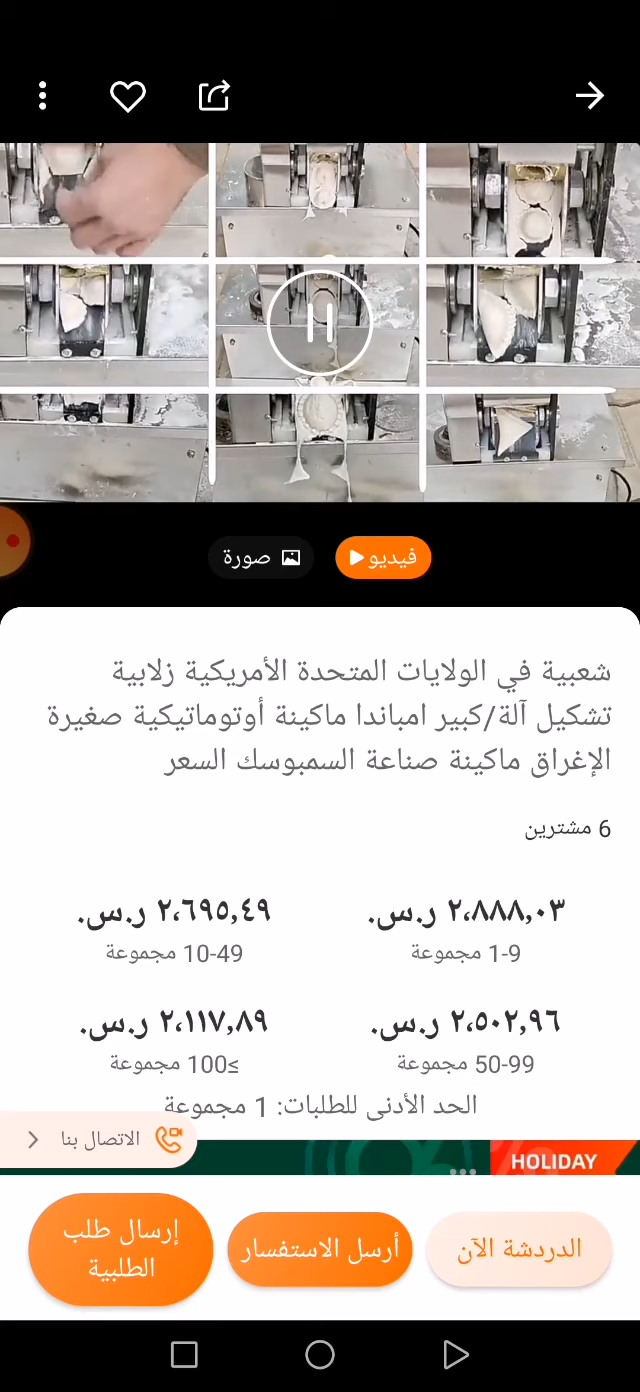 صورة
فيديو
شعبية في الولايات المتحدة الأمريكية زلابية
تشكيل آلة/كبير امباندا ماكينة أوتوماتيكية صغيرة
الإغراق ماكينة صناعة السمبوسك السعر
6 مشترين
٢،٨٨٨,٠٣ ر.س.
1-9 مجموعة
٢،٦٩٥,٤٩ ر.س.
10-49 مجموعة
٢،٥٠٢,٩٦ ر.س.
50-99 مجموعة
٢،١١٧,٨٩ ر.س.
≥100 مجموعة
الحد الأدنى للطلبات: 1 مجموعة
الاتصال بنا
HOLIDAY
الدردشة الآن
أرسل الاستفسار
إرسال طلب
الطلبية